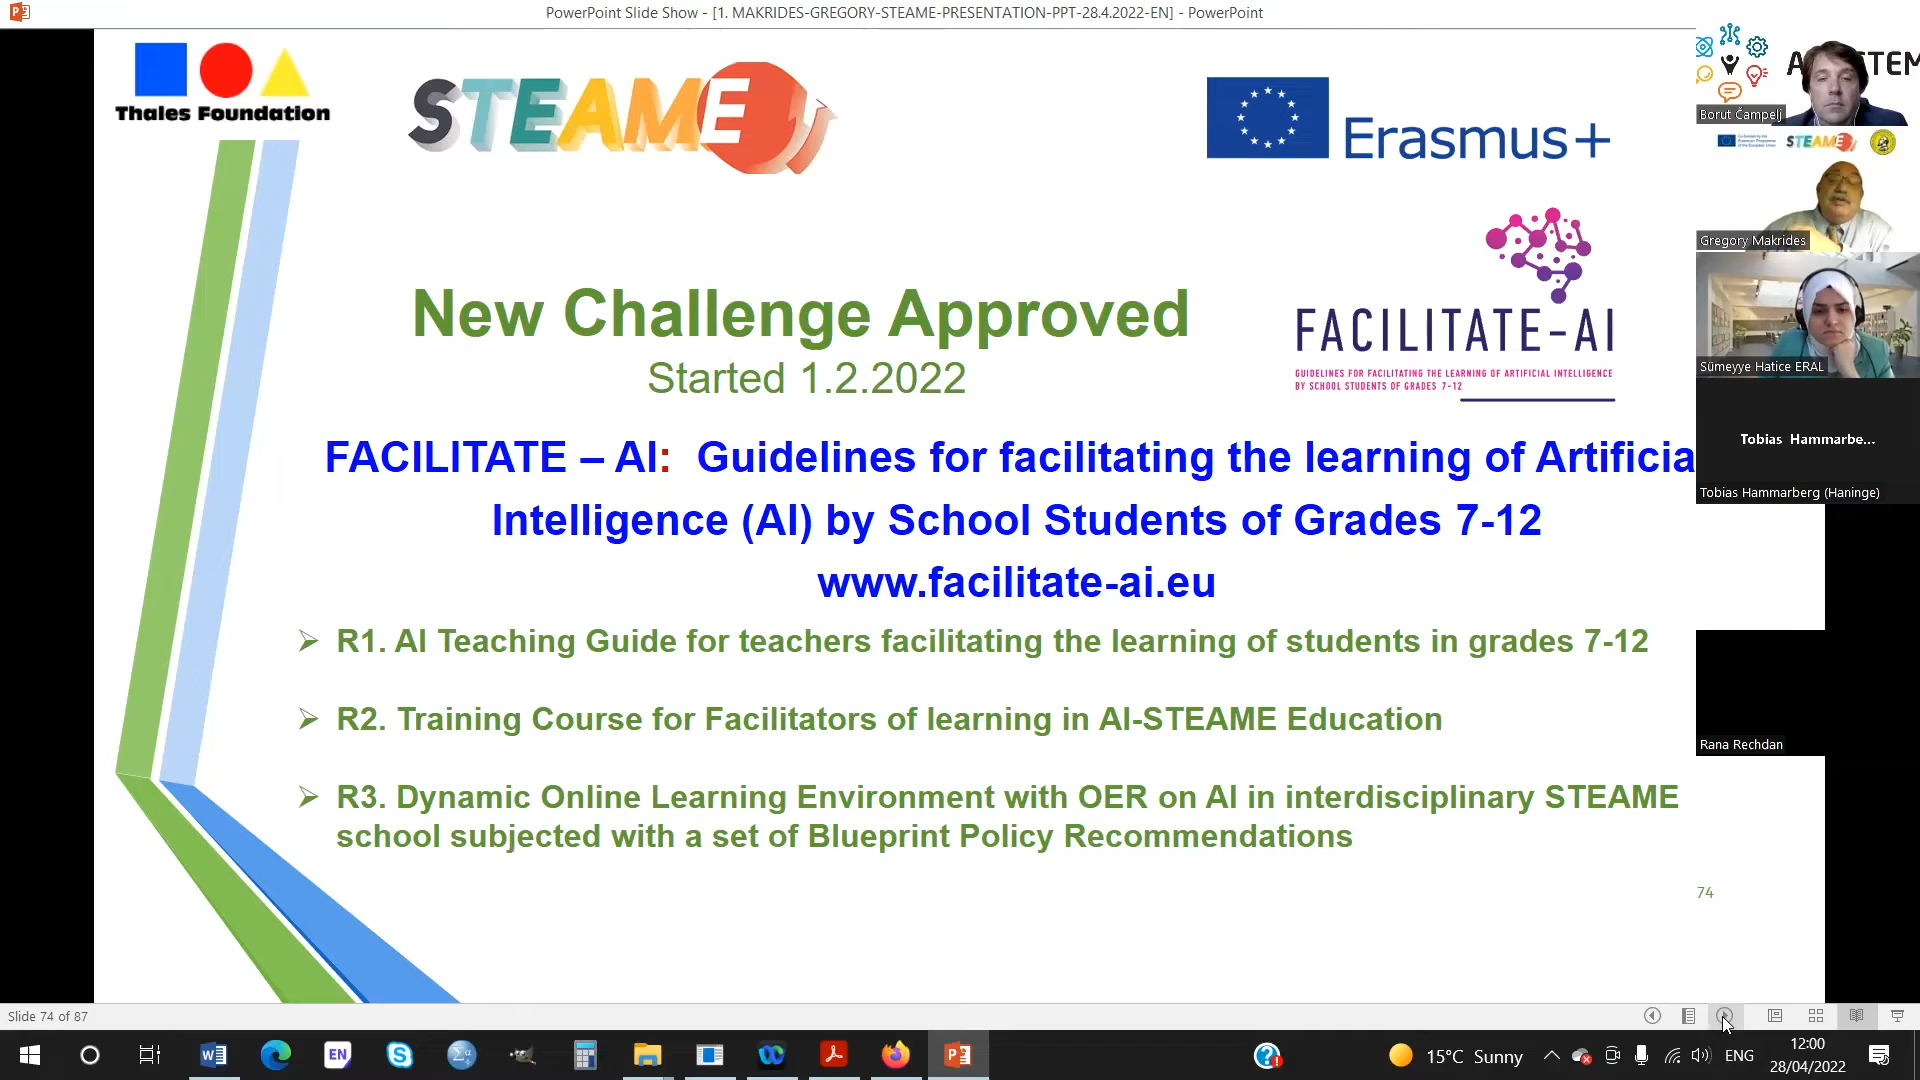 PowerPoint Slide Show - [1. MAKRIDES-GREGORY-STEAME-PRESENTATION-PPT-28.4.2022-EN] - PowerPoint
Thales Foundation
STEAME
Erasmus+
FACILITATE-AI
GUIDELINES FOR FACILITATING THE LEARNING OF ARTIFICIAL INTELLIGENCE
BY SCHOOL STUDENTS OF GRADES 7-12
New Challenge Approved
Started 1.2.2022
FACILITATE – AI: Guidelines for facilitating the learning of Artificia
Intelligence (AI) by School Students of Grades 7-12
www.facilitate-ai.eu
R1. AI Teaching Guide for teachers facilitating the learning of students in grades 7-12
R2. Training Course for Facilitators of learning in AI-STEAME Education
R3. Dynamic Online Learning Environment with OER on AI in interdisciplinary STEAME
school subjected with a set of Blueprint Policy Recommendations
74
Borut Čampelj
STEAME
Gregory Makrides
Sümeyye Hatice ERAL
Tobias Hammarbe...
Tobias Hammarberg (Haninge)
Rana Rechdan
Slide 74 of 87
EN
15°C Sunny
ENG
12:00
28/04/2022